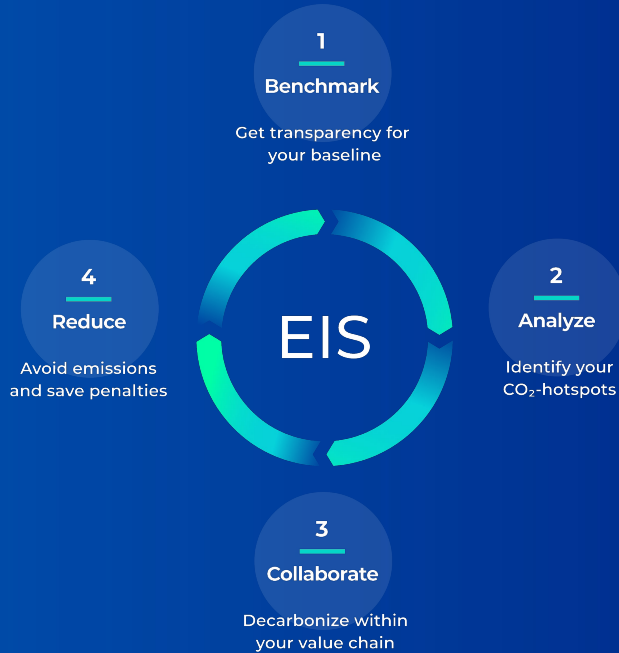 1
Benchmark
Get transparency for
your baseline
4
Reduce
Avoid emissions
and save penalties
EIS
2
Analyze
Identify your
CO₂-hotspots
3
Collaborate
Decarbonize within
your value chain